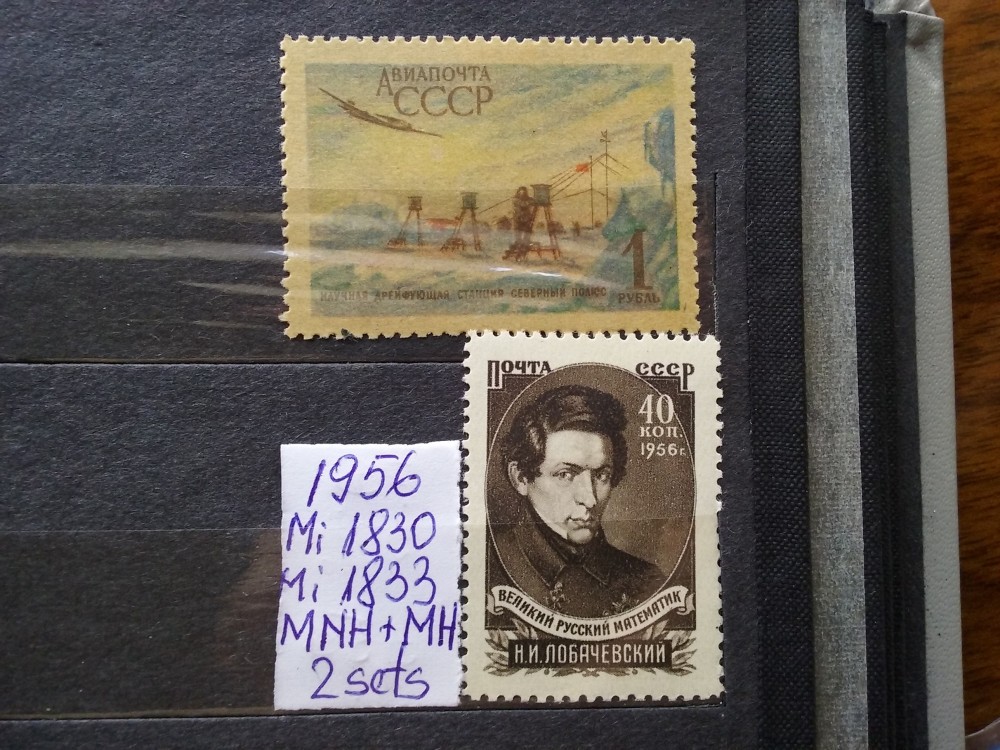 АВИАПОЧТА
СССР
1
НАУЧНАЯ ДРЕЙФУЮЩАЯ СТАНЦИЯ СЕВЕРНЫЙ ПОЛЮС
РУБЛЬ
ПОЧТА СССР
40
КОП.
1956г.
ВЕЛИКИЙ РУССКИЙ МАТЕМАТИК
Н.И.ЛОБАЧЕВСКИЙ
1956
Mi 1830
Mi 1833
MNH+MH
2 sets